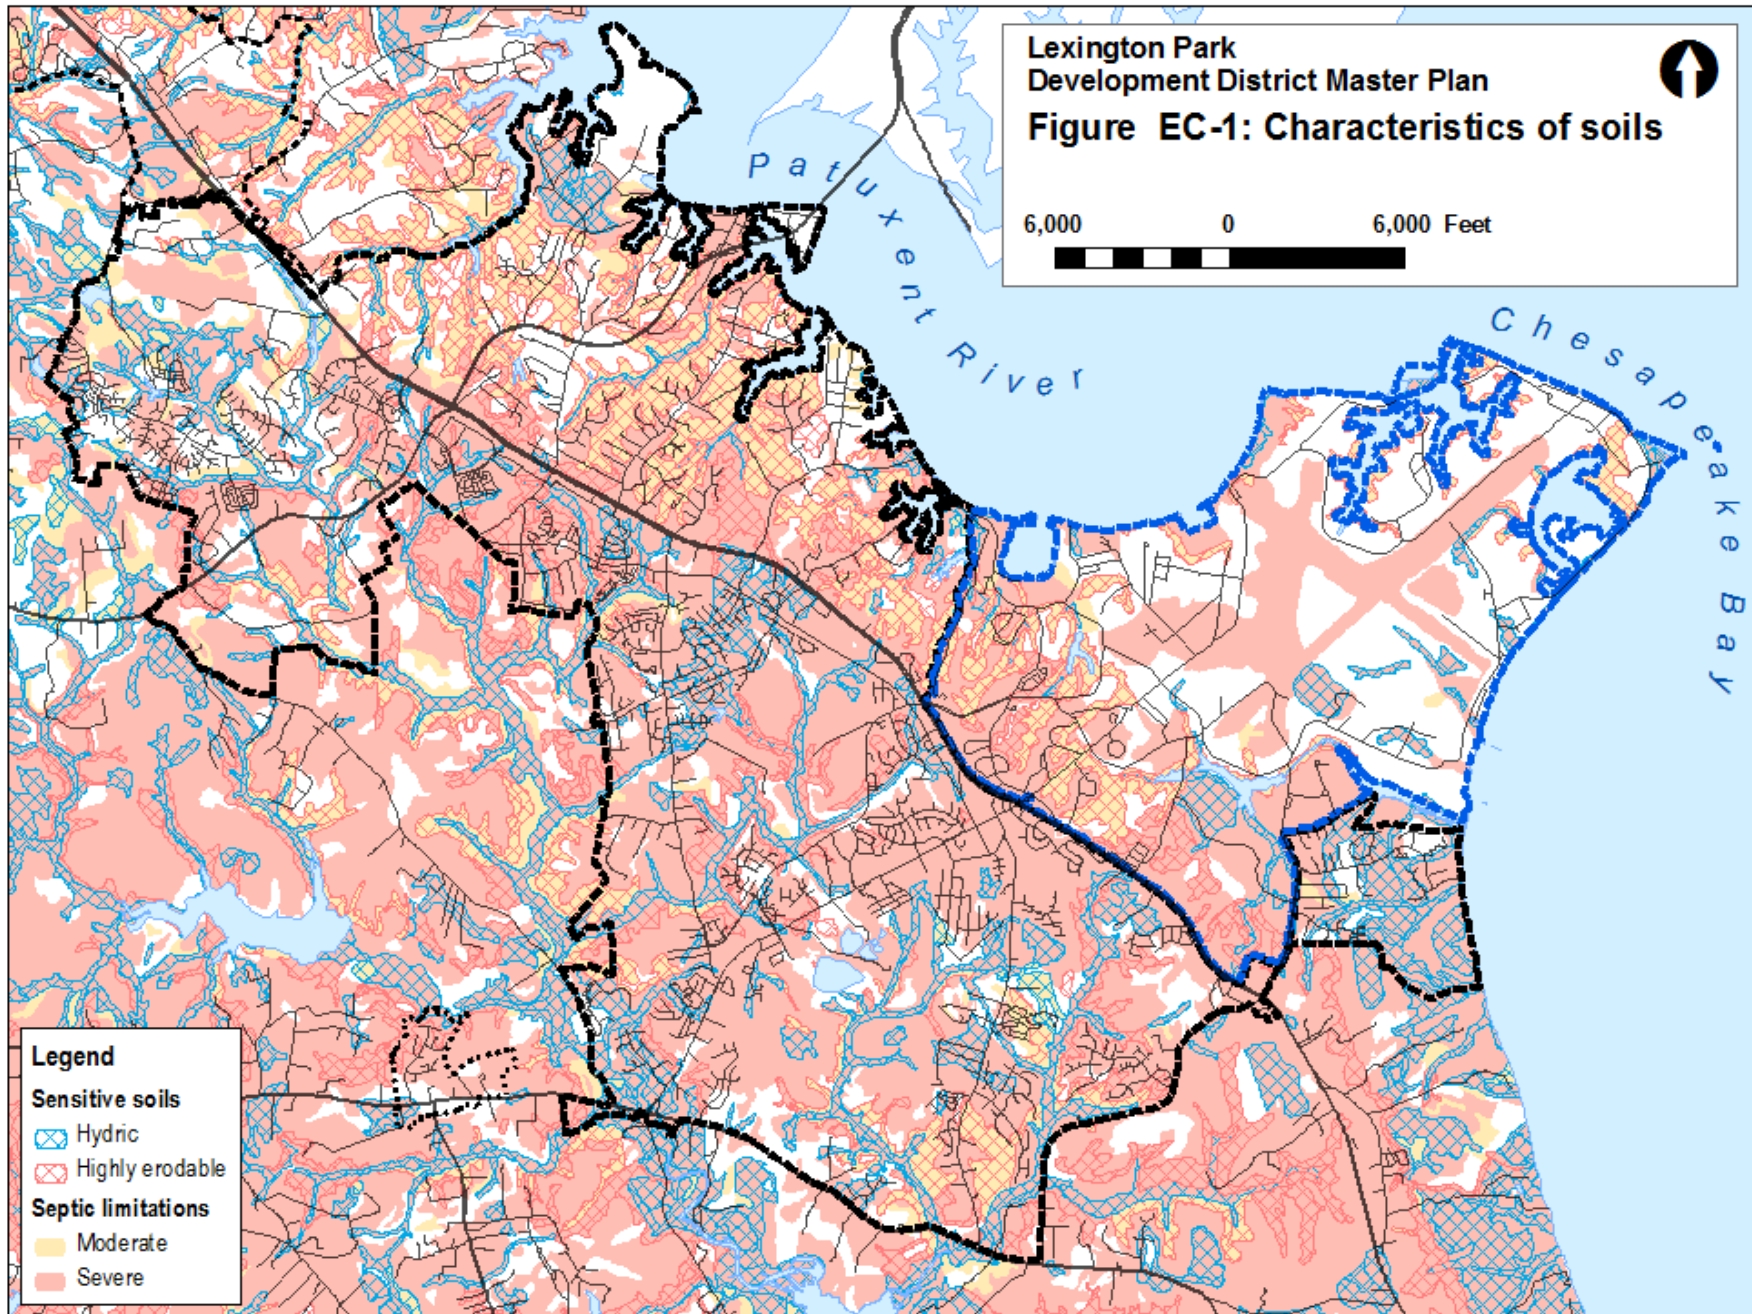 Lexington Park
Development District Master Plan
Figure EC-1: Characteristics of soils
6,000 0 6,000 Feet
Patuxent River
Chesapeake Bay
Legend
Sensitive soils
Hydric
Highly erodable
Septic limitations
Moderate
Severe